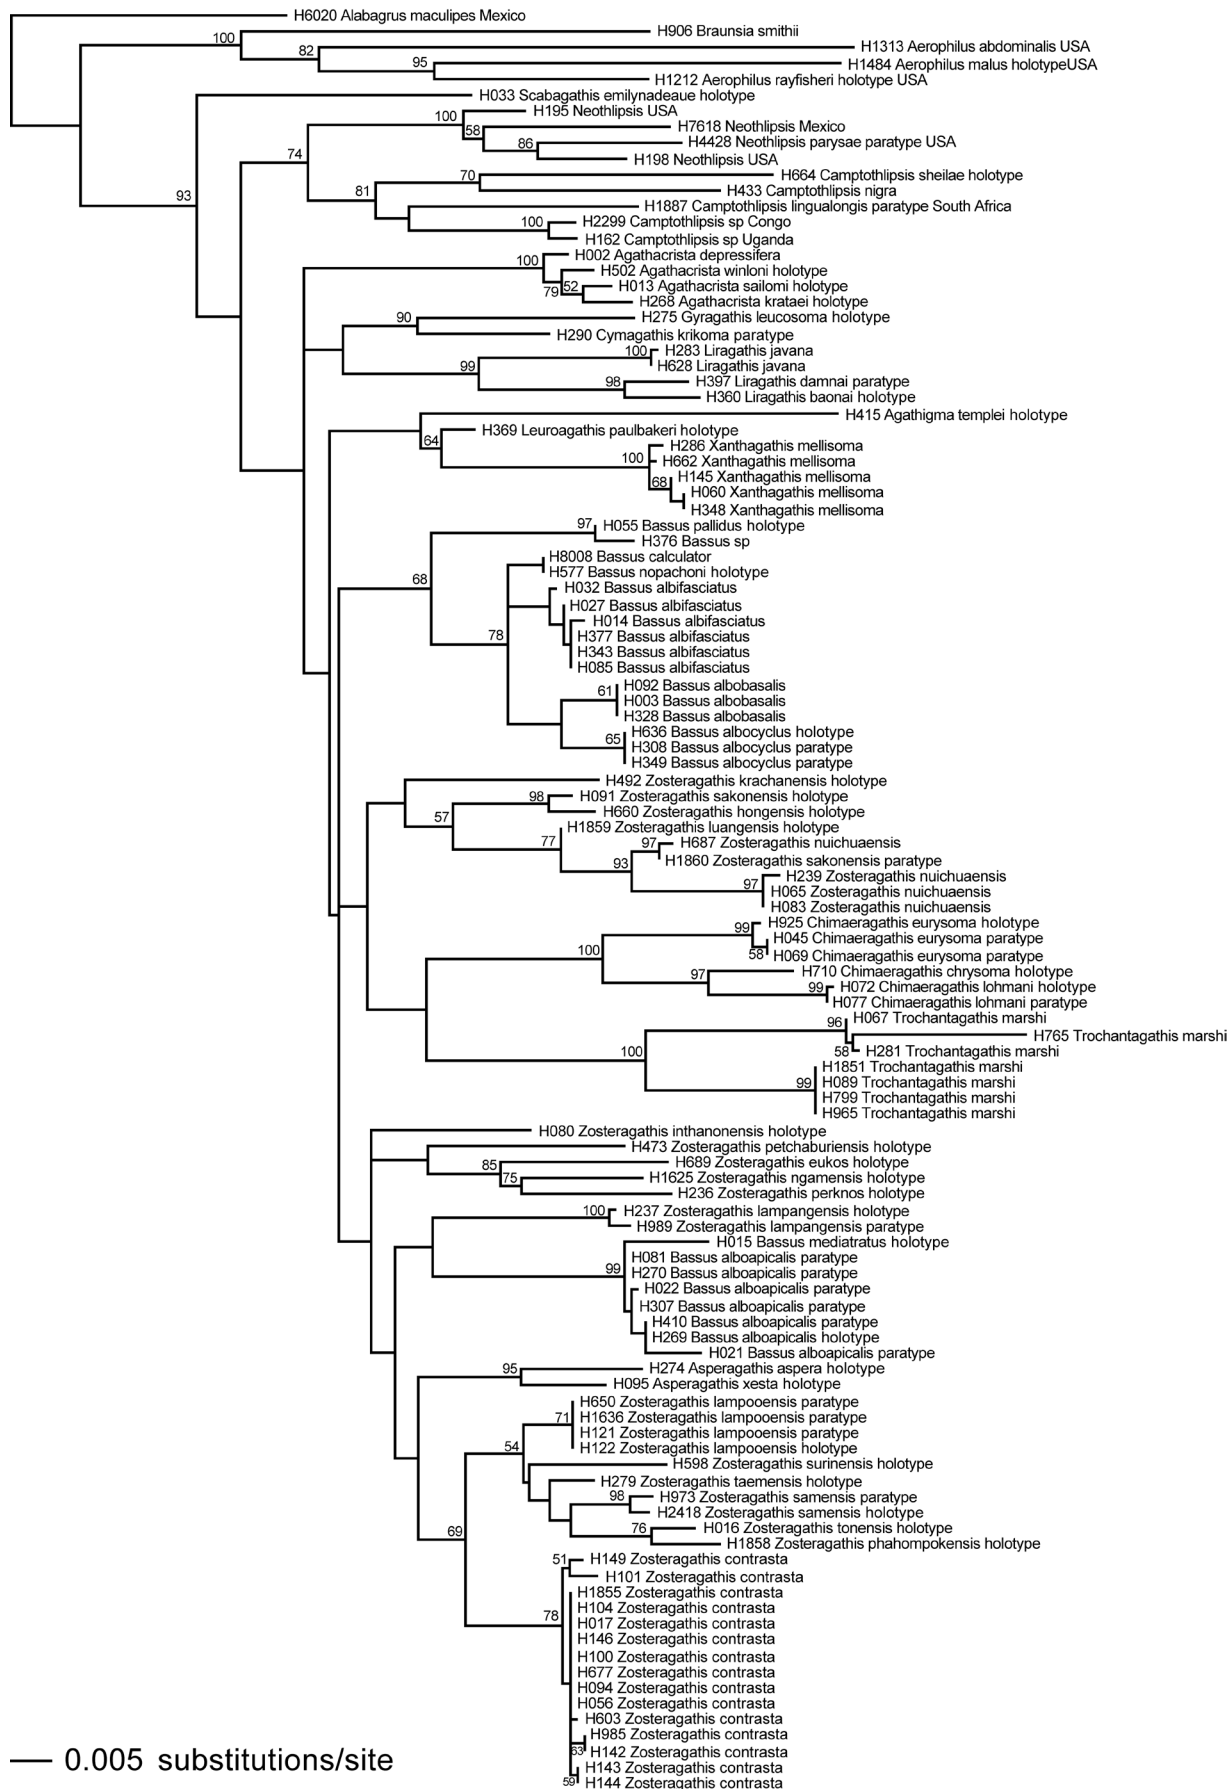 H6020 Alabagrus maculipes Mexico
100
H906 Braunsia smithii
82
H1313 Aerophilus abdominalis USA
95
H1484 Aerophilus malus holotypeUSA
H1212 Aerophilus rayfisheri holotype USA
93
H033 Scabagathis emilynadeaue holotype
74
100
H195 Neothlipsis USA
58
H7618 Neothlipsis Mexico
86
H4428 Neothlipsis parysae paratype USA
H198 Neothlipsis USA
81
70
H664 Camptothlipsis sheilae holotype
H433 Camptothlipsis nigra
H1887 Camptothlipsis lingualongis paratype South Africa
100
H2299 Camptothlipsis sp Congo
H162 Camptothlipsis sp Uganda
100
H002 Agathacrista depressifera
79
H502 Agathacrista winloni holotype
52
H013 Agathacrista sailomi holotype
H268 Agathacrista krataei holotype
90
H275 Gyragathis leucosoma holotype
H290 Cymagathis krikoma paratype
99
100
H283 Liragathis javana
H628 Liragathis javana
98
H397 Liragathis damnai paratype
H360 Liragathis baonai holotype
H415 Agathigma templei holotype
64
H369 Leuroagathis paulbakeri holotype
100
H286 Xanthagathis mellisoma
H662 Xanthagathis mellisoma
68
H145 Xanthagathis mellisoma
H060 Xanthagathis mellisoma
H348 Xanthagathis mellisoma
68
97
H055 Bassus pallidus holotype
H376 Bassus sp
78
H8008 Bassus calculator
H577 Bassus nopachoni holotype
H032 Bassus albifasciatus
H027 Bassus albifasciatus
H014 Bassus albifasciatus
H377 Bassus albifasciatus
H343 Bassus albifasciatus
H085 Bassus albifasciatus
61
H092 Bassus albobasalis
H003 Bassus albobasalis
H328 Bassus albobasalis
65
H636 Bassus albocyclus holotype
H308 Bassus albocyclus paratype
H349 Bassus albocyclus paratype
H492 Zosteragathis krachanensis holotype
57
98
H091 Zosteragathis sakonensis holotype
H660 Zosteragathis hongensis holotype
77
H1859 Zosteragathis luangensis holotype
93
97
H687 Zosteragathis nuichuaensis
H1860 Zosteragathis sakonensis paratype
97
H239 Zosteragathis nuichuaensis
H065 Zosteragathis nuichuaensis
H083 Zosteragathis nuichuaensis
100
99
H925 Chimaeragathis eurysoma holotype
H045 Chimaeragathis eurysoma paratype
58
H069 Chimaeragathis eurysoma paratype
97
H710 Chimaeragathis chrysoma holotype
99
H072 Chimaeragathis lohmani holotype
H077 Chimaeragathis lohmani paratype
100
96
H067 Trochantagathis marshi
H765 Trochantagathis marshi
58
H281 Trochantagathis marshi
99
H1851 Trochantagathis marshi
H089 Trochantagathis marshi
H799 Trochantagathis marshi
H965 Trochantagathis marshi
H080 Zosteragathis inthanonensis holotype
H473 Zosteragathis petchaburiensis holotype
85
H689 Zosteragathis eukos holotype
75
H1625 Zosteragathis ngamensis holotype
H236 Zosteragathis perknos holotype
100
H237 Zosteragathis lampangensis holotype
H989 Zosteragathis lampangensis paratype
99
H015 Bassus mediatratus holotype
H081 Bassus alboapicalis paratype
H270 Bassus alboapicalis paratype
H022 Bassus alboapicalis paratype
H307 Bassus alboapicalis paratype
H410 Bassus alboapicalis paratype
H269 Bassus alboapicalis holotype
H021 Bassus alboapicalis paratype
95
H274 Asperagathis aspera holotype
H095 Asperagathis xesta holotype
69
54
71
H650 Zosteragathis lampooensis paratype
H1636 Zosteragathis lampooensis paratype
H121 Zosteragathis lampooensis paratype
H122 Zosteragathis lampooensis holotype
H598 Zosteragathis surinensis holotype
H279 Zosteragathis taemensis holotype
98
H973 Zosteragathis samensis paratype
H2418 Zosteragathis samensis holotype
76
H016 Zosteragathis tonensis holotype
H1858 Zosteragathis phahompokensis holotype
78
51
H149 Zosteragathis contrasta
H101 Zosteragathis contrasta
H1855 Zosteragathis contrasta
H104 Zosteragathis contrasta
H017 Zosteragathis contrasta
H146 Zosteragathis contrasta
H100 Zosteragathis contrasta
H677 Zosteragathis contrasta
H094 Zosteragathis contrasta
H056 Zosteragathis contrasta
H603 Zosteragathis contrasta
H985 Zosteragathis contrasta
63
H142 Zosteragathis contrasta
H143 Zosteragathis contrasta
59
H144 Zosteragathis contrasta
0.005 substitutions/site